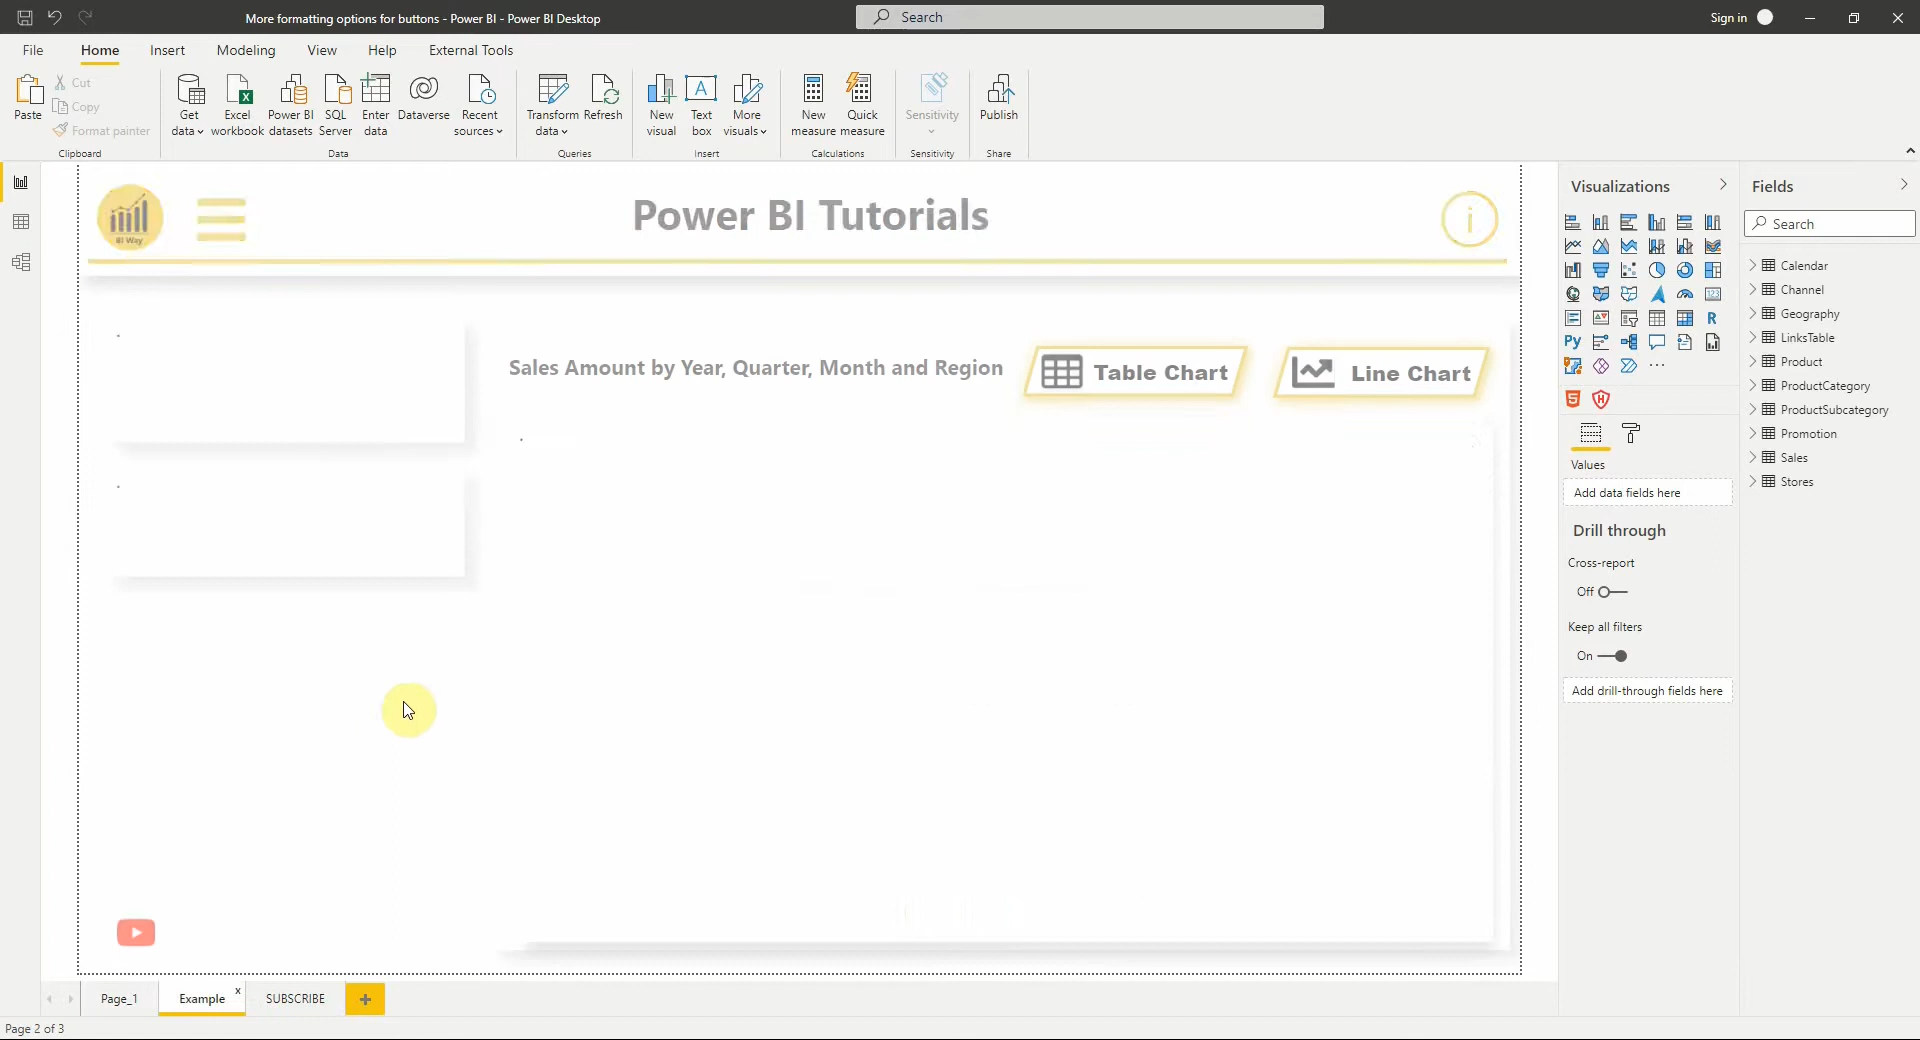 More formatting options for buttons - Power BI - Power BI Desktop
Search
Sign in
File Home Insert Modeling View Help External Tools
Paste
Cut
Copy
Format painter
Clipboard
Get data
Excel workbook
Power BI datasets
SQL Server
Enter data
Dataverse
Recent sources
Data
Transform data
Refresh
Queries
New visual
Text box
More visuals
Insert
New measure
Quick measure
Calculations
Sensitivity
Sensitivity
Publish
Share
BI Way
Power BI Tutorials
i
Sales Amount by Year, Quarter, Month and Region
Table Chart
Line Chart
Visualizations
123
R
Py
Values
Add data fields here
Drill through
Cross-report
Off
Keep all filters
On
Add drill-through fields here
Fields
Search
Calendar
Channel
Geography
LinksTable
Product
ProductCategory
ProductSubcategory
Promotion
Sales
Stores
Page_1 Example x SUBSCRIBE +
Page 2 of 3